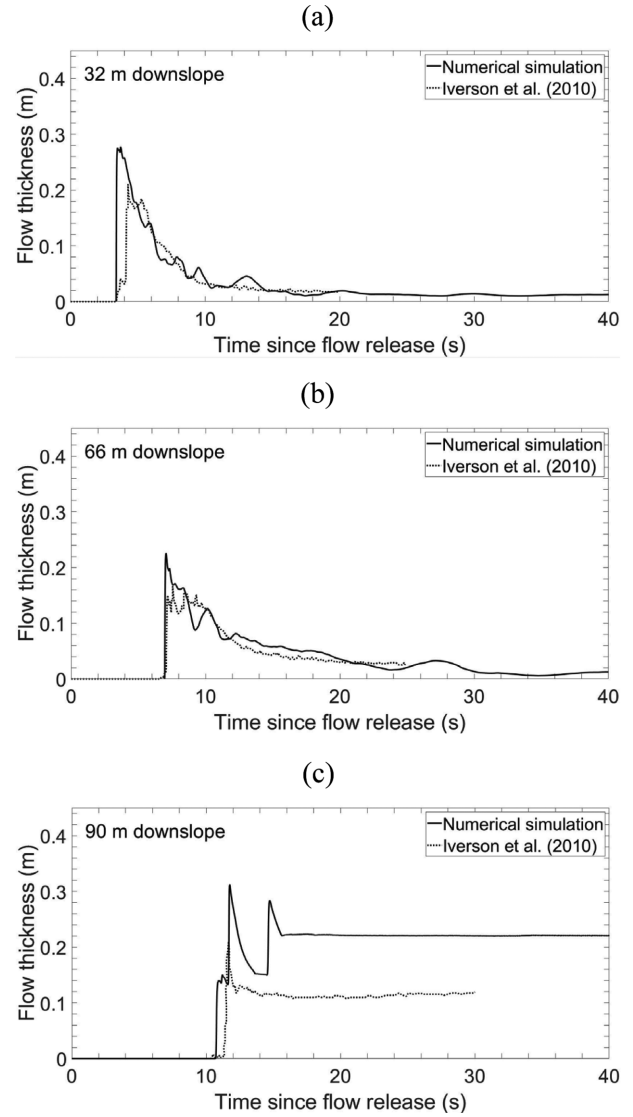 (a)
32 m downslope
Numerical simulation
Iverson et al. (2010)
Flow thickness (m)
0.4
0.3
0.2
0.1
0
0 10 20 30 40
Time since flow release (s)
(b)
66 m downslope
Numerical simulation
Iverson et al. (2010)
Flow thickness (m)
0.4
0.3
0.2
0.1
0
0 10 20 30 40
Time since flow release (s)
(c)
90 m downslope
Numerical simulation
Iverson et al. (2010)
Flow thickness (m)
0.4
0.3
0.2
0.1
0
0 10 20 30 40
Time since flow release (s)